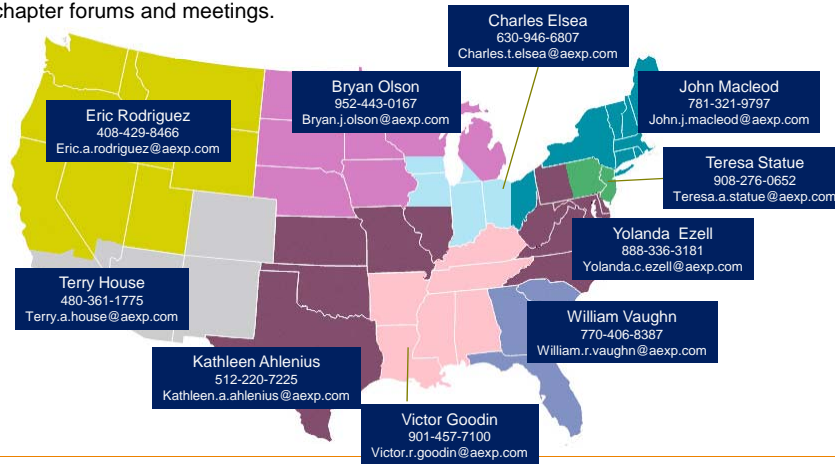 chapter forums and meetings.
Charles Elsea
630-946-6807
Charles.t.elsea@aexp.com
Bryan Olson
952-443-0167
Bryan.j.olson@aexp.com
John Macleod
781-321-9797
John.j.macleod@aexp.com
Eric Rodriguez
408-429-8466
Eric.a.rodriguez@aexp.com
Teresa Statue
908-276-0652
Teresa.a.statue@aexp.com
Yolanda Ezell
888-336-3181
Yolanda.c.ezell@aexp.com
Terry House
480-361-1775
Terry.a.house@aexp.com
William Vaughn
770-406-8387
William.r.vaughn@aexp.com
Kathleen Ahlenius
512-220-7225
Kathleen.a.ahlenius@aexp.com
Victor Goodin
901-457-7100
Victor.r.goodin@aexp.com